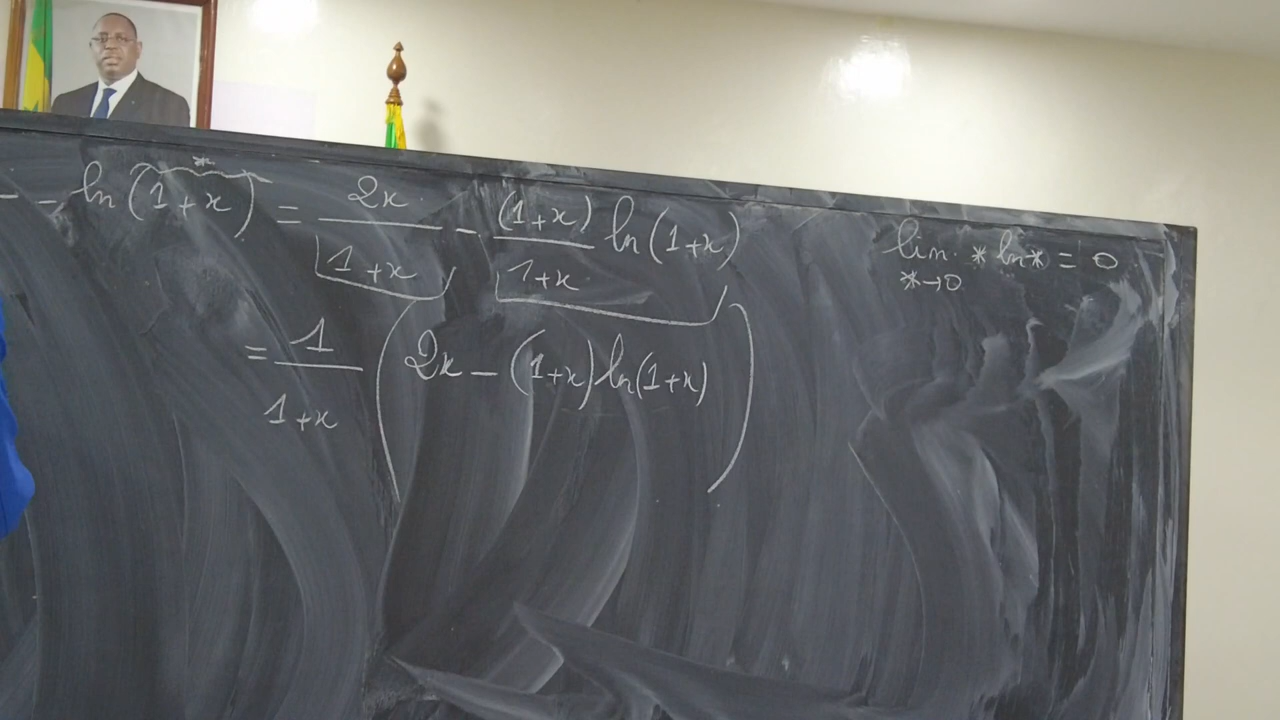 - - ln(1+x) = 2x/(1+x) - (1+x)/(1+x) ln(1+x)
*
lim * ln* = 0
*→0
= 1/(1+x) (2x - (1+x)ln(1+x))